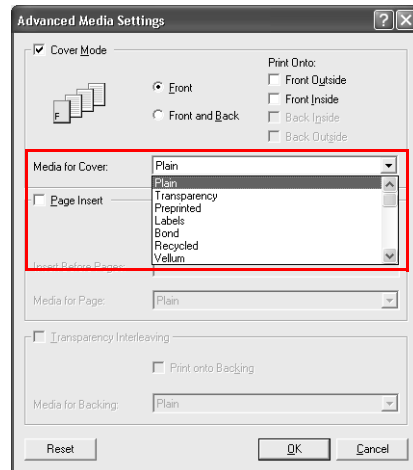 Advanced Media Settings
Cover Mode
Print Onto:
Front
Front Outside
Front Inside
F
Front and Back
Back Inside
Back Outside
Media for Cover:
Plain
Plain
Transparency
Page Insert
Preprinted
Labels
Bond
Recycled
Insert Before Pages:
Vellum
Media for Page:
Plain
Transparency Interleaving
Print onto Backing
Media for Backing:
Plain
Reset
OK
Cancel